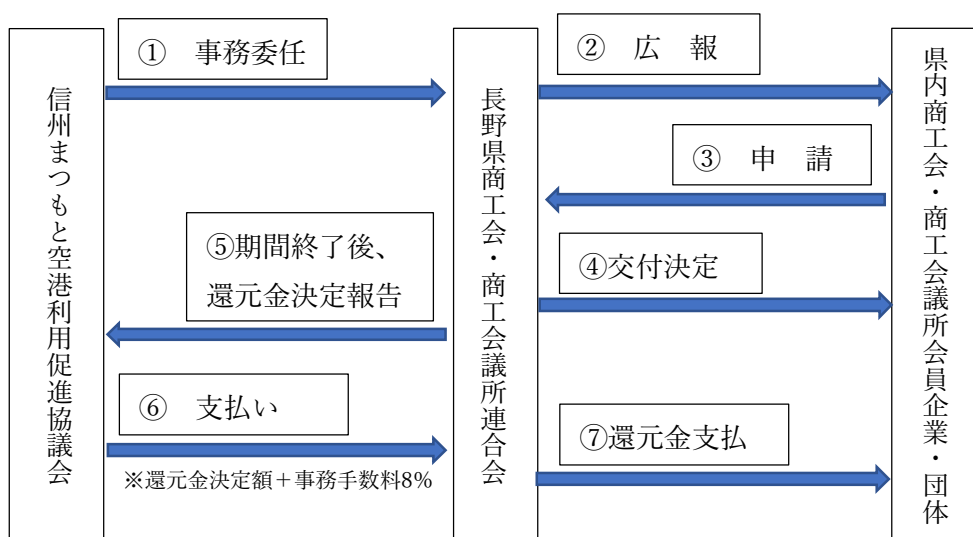 ① 事務委任
② 広 報
③ 申 請
④交付決定
⑤期間終了後、
還元金決定報告
⑥ 支払い
※還元金決定額＋事務手数料8%
⑦還元金支払
信州まつもと空港利用促進協議会
長野県商工会・商工会議所連合会
県内商工会・商工会議所会員企業・団体